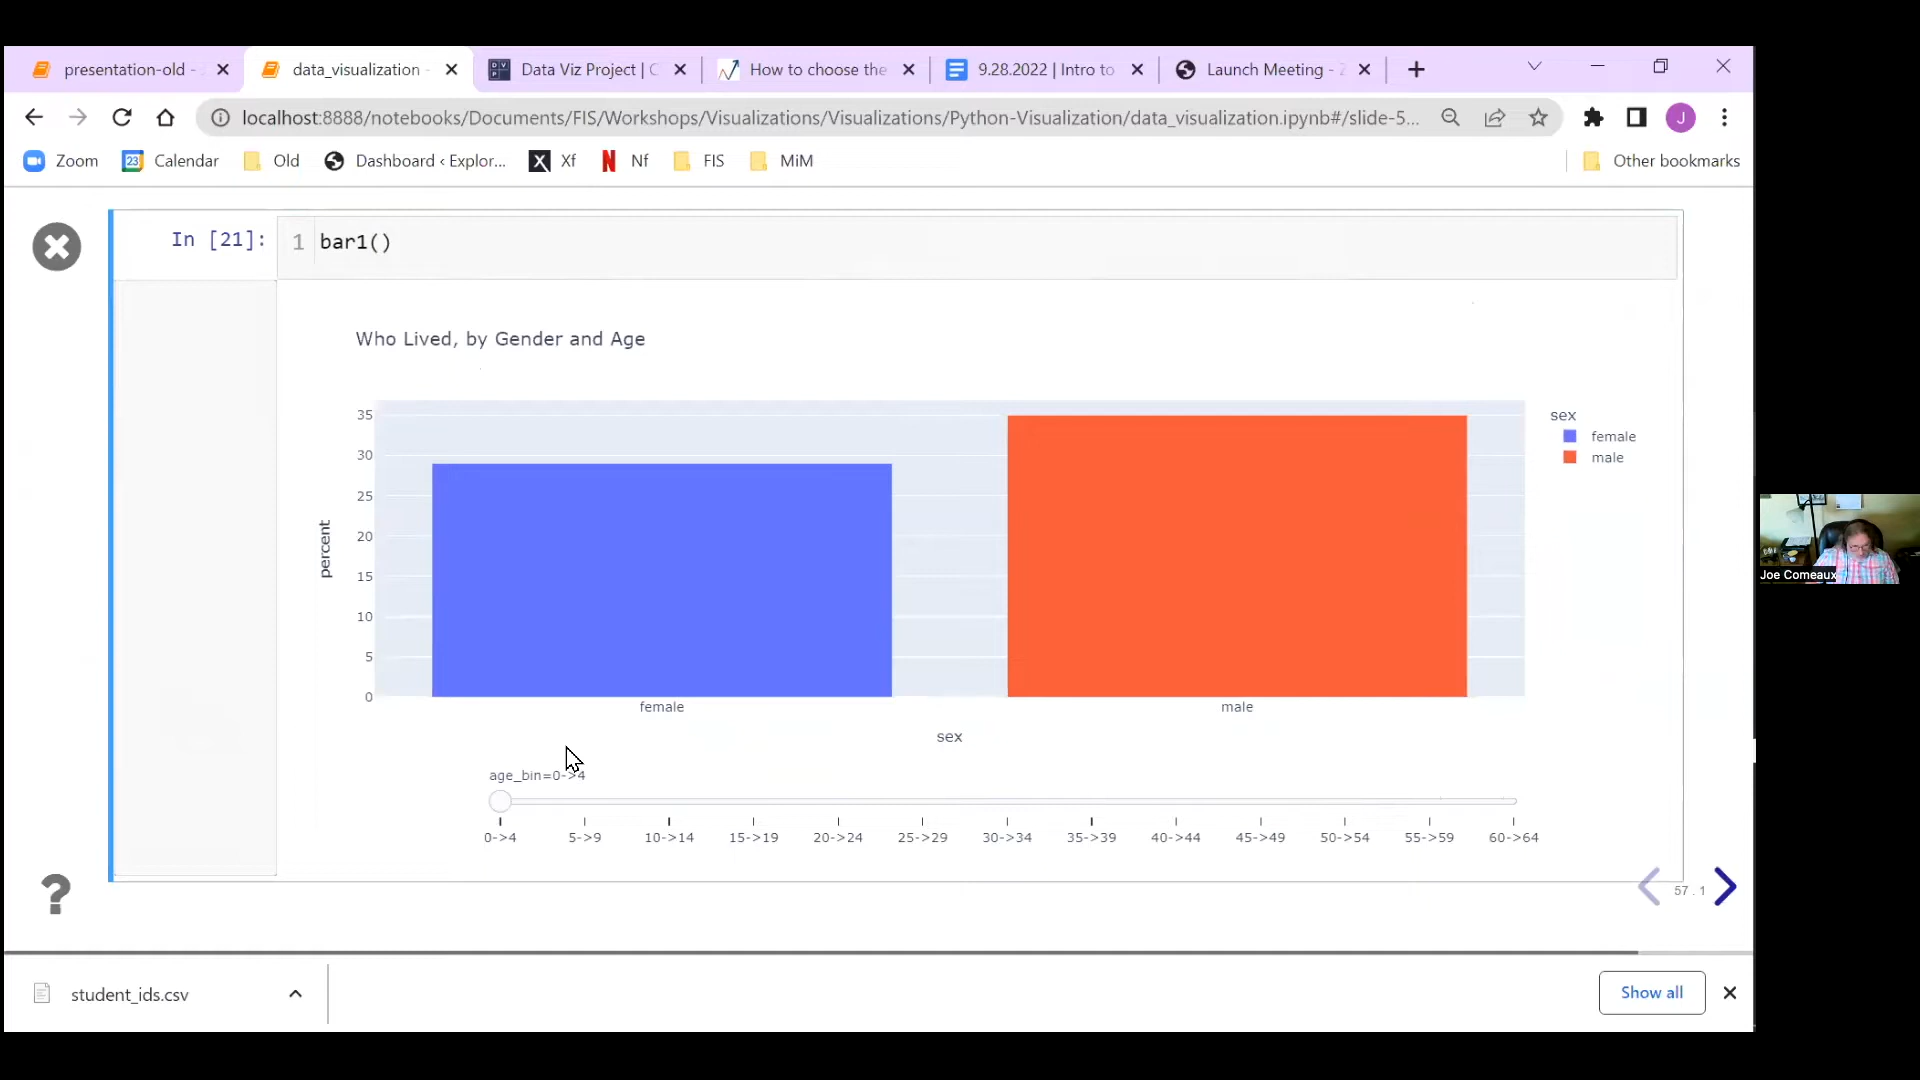 presentation-old -
data_visualization -
Data Viz Project | C
How to choose the
9.28.2022 | Intro to
Launch Meeting -
localhost:8888/notebooks/Documents/FIS/Workshops/Visualizations/Visualizations/Python-Visualization/data_visualization.ipynb#/slide-5...
J
Zoom
23 Calendar
Old
Dashboard ‹ Explor...
X Xf
N Nf
FIS
MiM
Other bookmarks
In [21]:
1 bar1()
Who Lived, by Gender and Age
35
30
25
20
15
10
5
0
percent
female
male
sex
sex
female
male
age_bin=0->4
0->4 5->9 10->14 15->19 20->24 25->29 30->34 35->39 40->44 45->49 50->54 55->59 60->64
57 . 1
?
Joe Comeaux
student_ids.csv
Show all